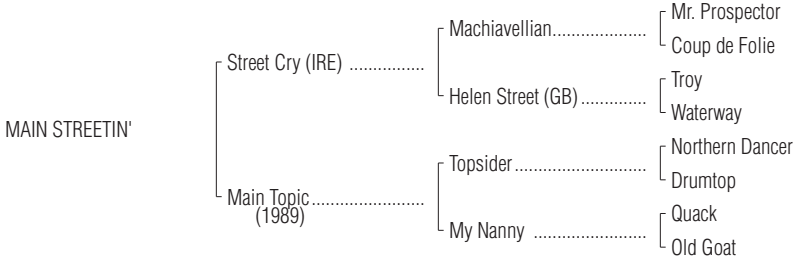 Mr. Prospector
Machiavellian....................
Coup de Folie
Street Cry (IRE) ................
Troy
Helen Street (GB)..............
Waterway
MAIN STREETIN'
Northern Dancer
Topsider............................
Drumtop
Main Topic........................
(1989)
Quack
My Nanny ........................
Old Goat